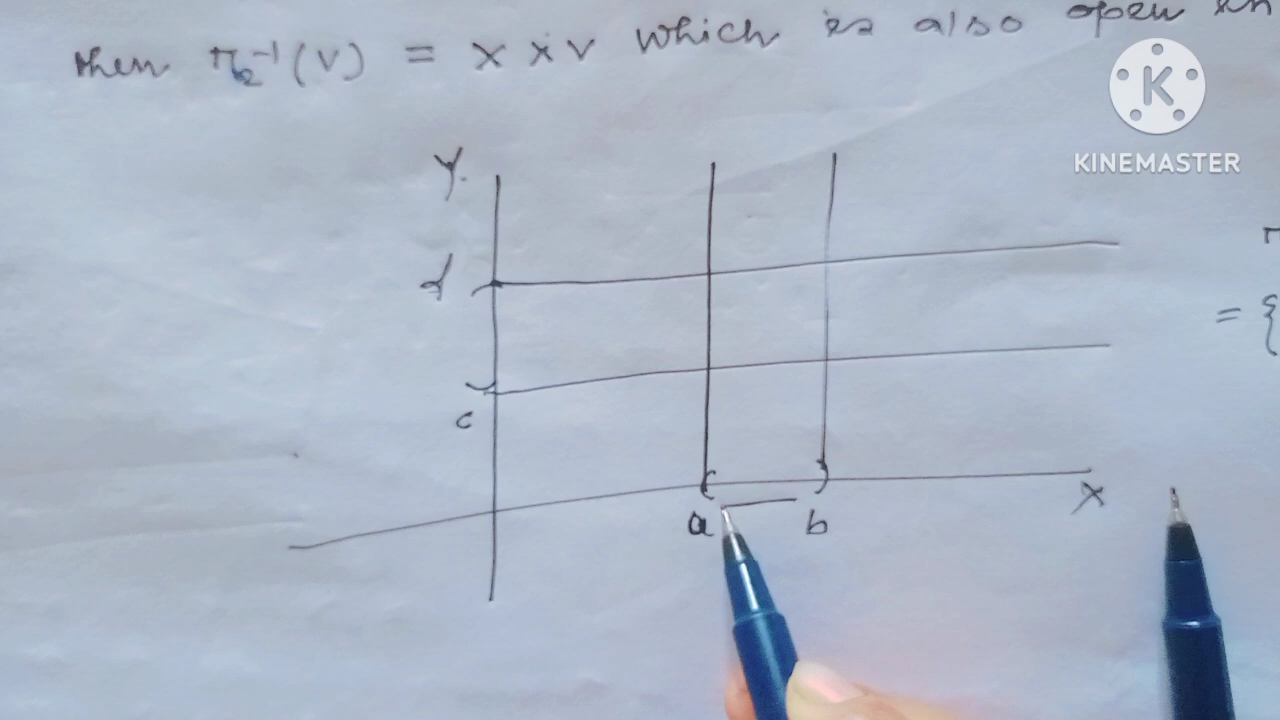 then π₂⁻¹(V) = X × V which is also open in
K
KINEMASTER
Y
d
= {
c
a b
X